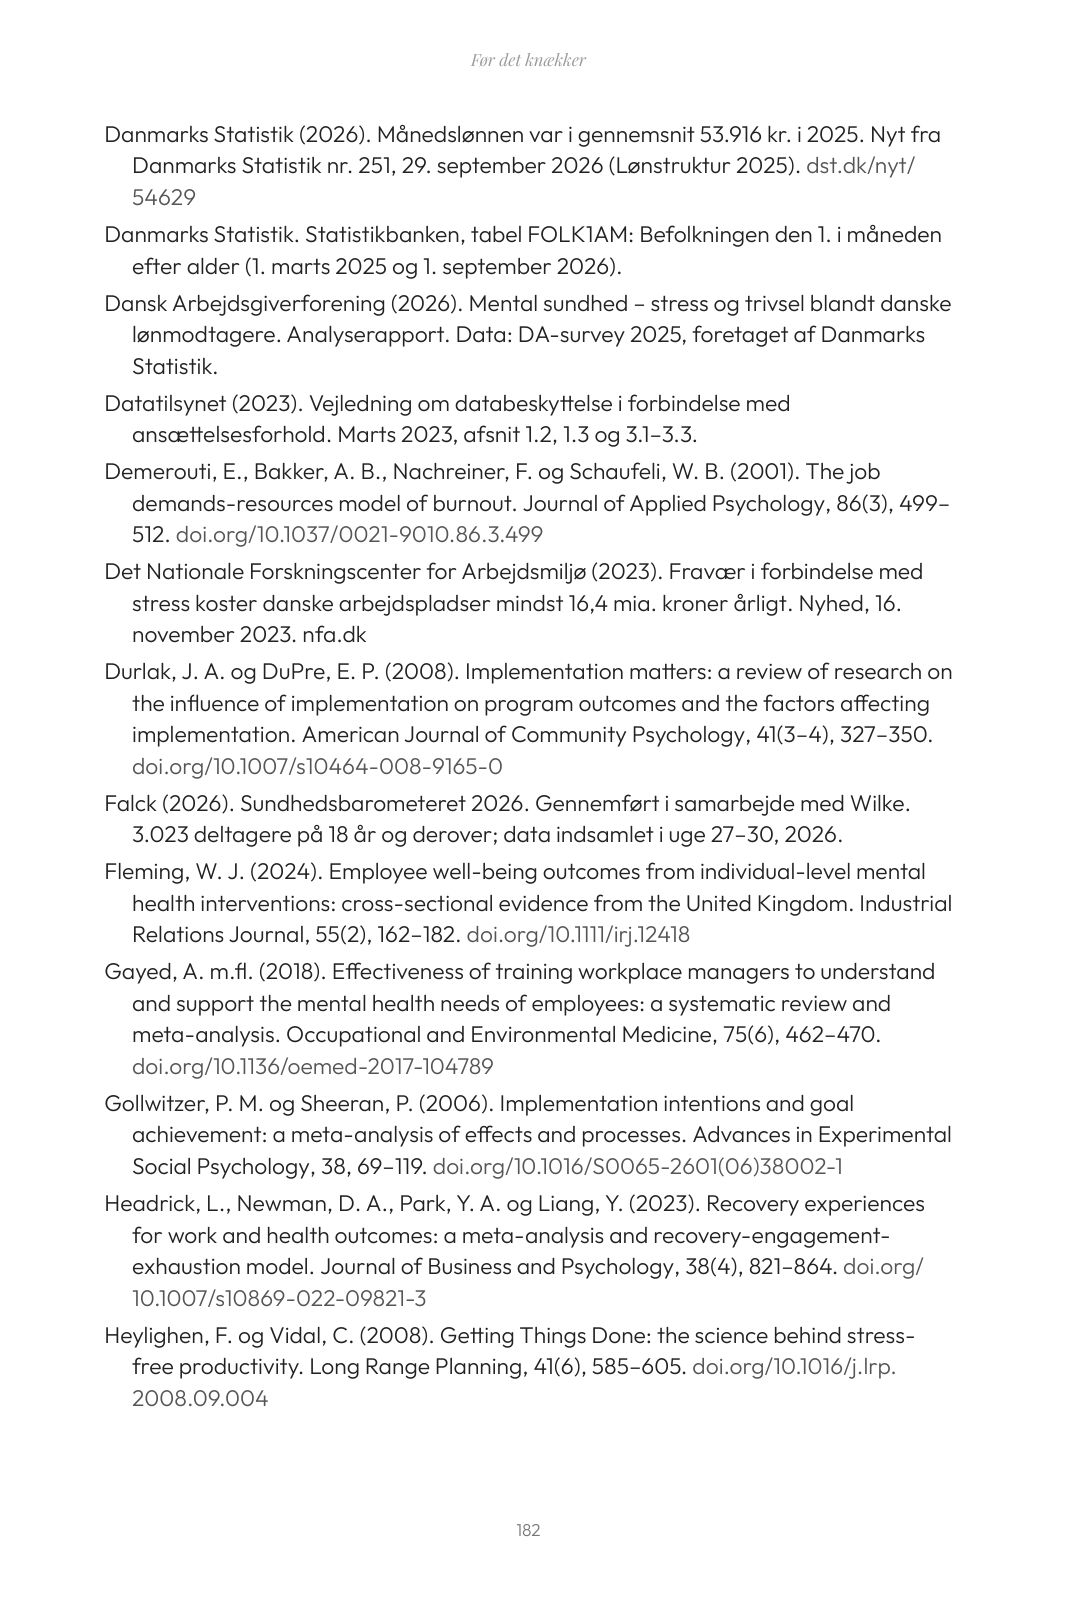 Før det knækker
Danmarks Statistik (2026). Månedslønnen var i gennemsnit 53.916 kr. i 2025. Nyt fra
Danmarks Statistik nr. 251, 29. september 2026 (Lønstruktur 2025). dst.dk/nyt/
54629
Danmarks Statistik. Statistikbanken, tabel FOLK1AM: Befolkningen den 1. i måneden
efter alder (1. marts 2025 og 1. september 2026).
Dansk Arbejdsgiverforening (2026). Mental sundhed – stress og trivsel blandt danske
lønmodtagere. Analyserapport. Data: DA-survey 2025, foretaget af Danmarks
Statistik.
Datatilsynet (2023). Vejledning om databeskyttelse i forbindelse med
ansættelsesforhold. Marts 2023, afsnit 1.2, 1.3 og 3.1–3.3.
Demerouti, E., Bakker, A. B., Nachreiner, F. og Schaufeli, W. B. (2001). The job
demands-resources model of burnout. Journal of Applied Psychology, 86(3), 499–
512. doi.org/10.1037/0021-9010.86.3.499
Det Nationale Forskningscenter for Arbejdsmiljø (2023). Fravær i forbindelse med
stress koster danske arbejdspladser mindst 16,4 mia. kroner årligt. Nyhed, 16.
november 2023. nfa.dk
Durlak, J. A. og DuPre, E. P. (2008). Implementation matters: a review of research on
the influence of implementation on program outcomes and the factors affecting
implementation. American Journal of Community Psychology, 41(3–4), 327–350.
doi.org/10.1007/s10464-008-9165-0
Falck (2026). Sundhedsbarometeret 2026. Gennemført i samarbejde med Wilke.
3.023 deltagere på 18 år og derover; data indsamlet i uge 27–30, 2026.
Fleming, W. J. (2024). Employee well-being outcomes from individual-level mental
health interventions: cross-sectional evidence from the United Kingdom. Industrial
Relations Journal, 55(2), 162–182. doi.org/10.1111/irj.12418
Gayed, A. m.fl. (2018). Effectiveness of training workplace managers to understand
and support the mental health needs of employees: a systematic review and
meta-analysis. Occupational and Environmental Medicine, 75(6), 462–470.
doi.org/10.1136/oemed-2017-104789
Gollwitzer, P. M. og Sheeran, P. (2006). Implementation intentions and goal
achievement: a meta-analysis of effects and processes. Advances in Experimental
Social Psychology, 38, 69–119. doi.org/10.1016/S0065-2601(06)38002-1
Headrick, L., Newman, D. A., Park, Y. A. og Liang, Y. (2023). Recovery experiences
for work and health outcomes: a meta-analysis and recovery-engagement-
exhaustion model. Journal of Business and Psychology, 38(4), 821–864. doi.org/
10.1007/s10869-022-09821-3
Heylighen, F. og Vidal, C. (2008). Getting Things Done: the science behind stress-
free productivity. Long Range Planning, 41(6), 585–605. doi.org/10.1016/j.lrp.
2008.09.004
182